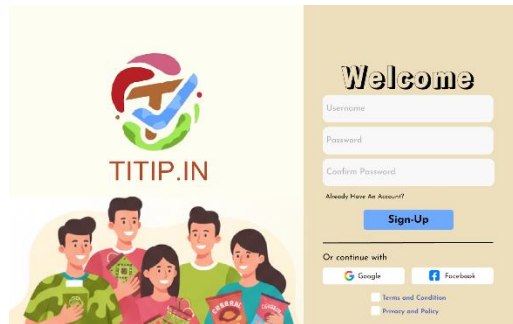 TITIP.IN
Welcome
Username
Password
Confirm Password
Already Have An Account?
Sign-Up
Or continue with
Google
Facebook
Terms and Condition
Privacy and Policy